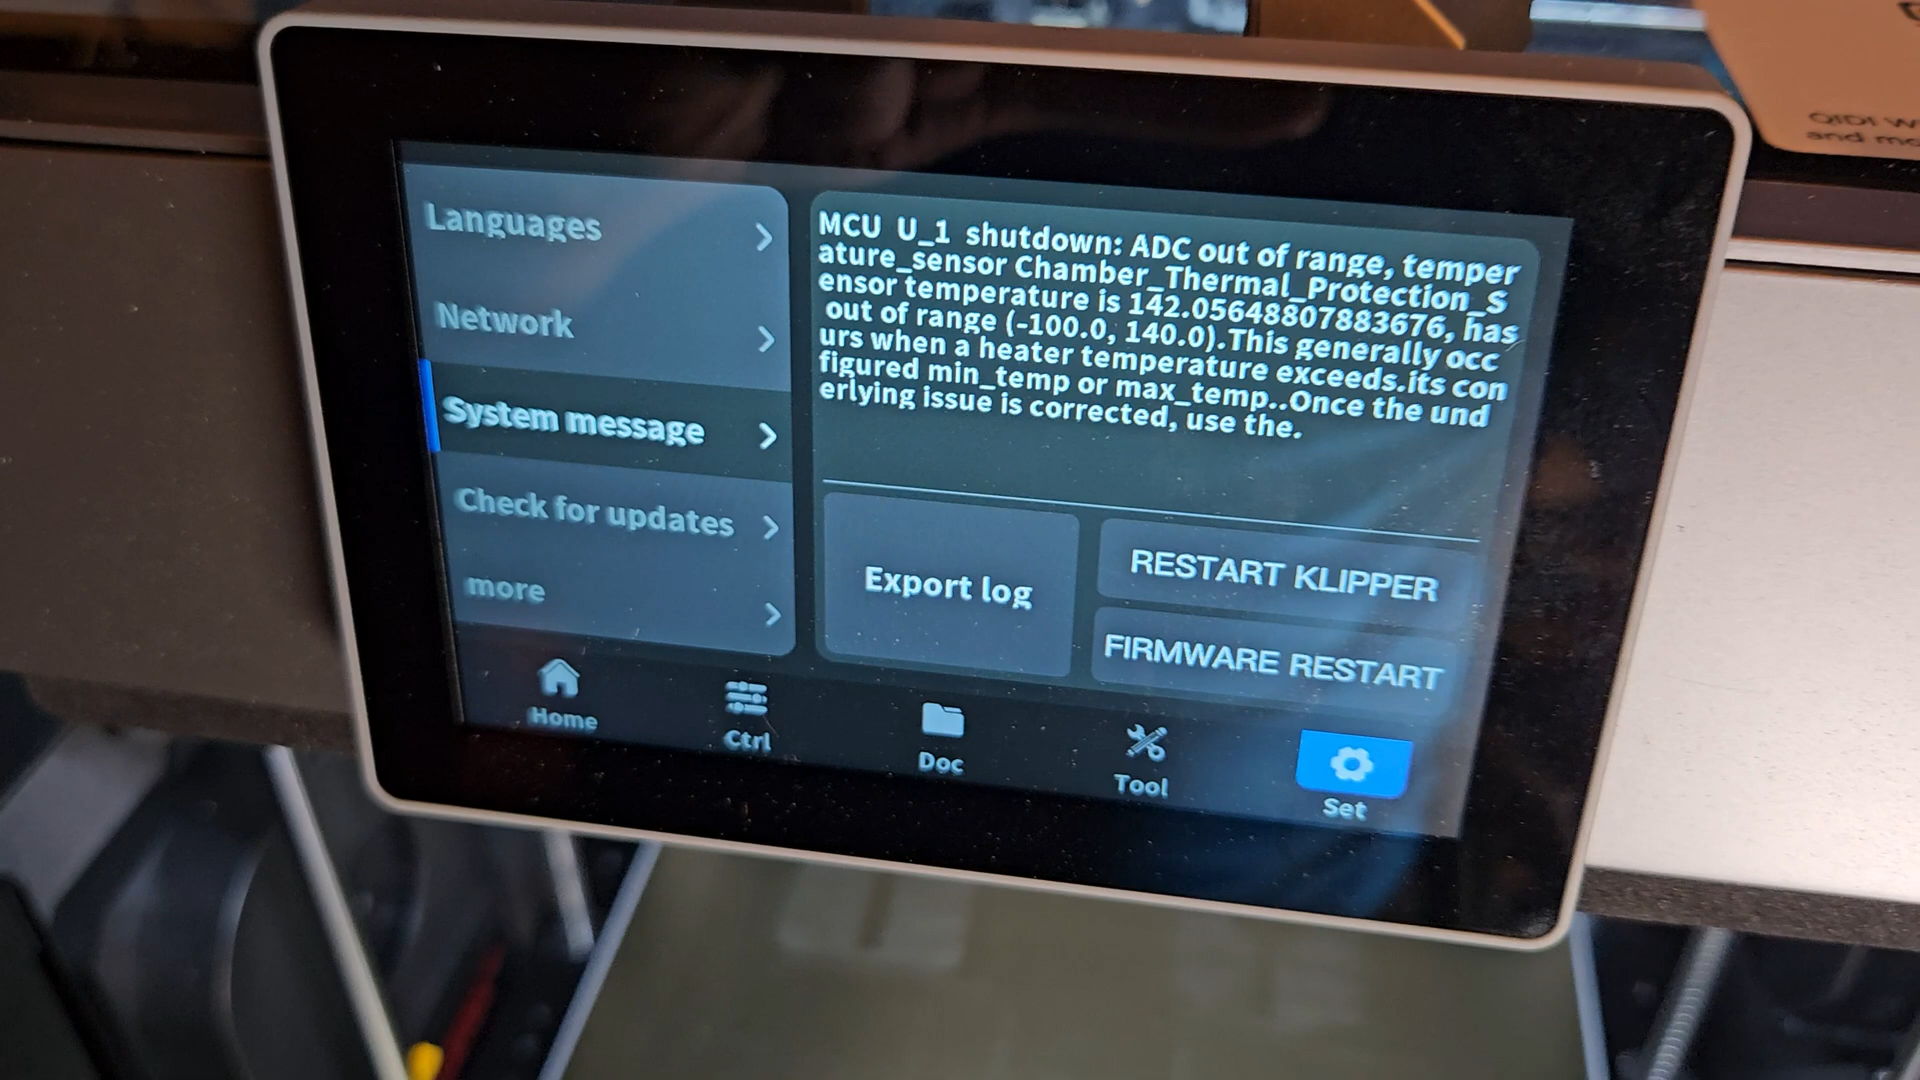 QIDI W
and mo
Languages
Network
System message
Check for updates
more
MCU U_1 shutdown: ADC out of range, temper
ature_sensor Chamber_Thermal_Protection_S
ensor temperature is 142.05648807883676, has
out of range (-100.0, 140.0).This generally occ
urs when a heater temperature exceeds.its con
figured min_temp or max_temp..Once the und
erlying issue is corrected, use the.
Export log
RESTART KLIPPER
FIRMWARE RESTART
Home
Ctrl
Doc
Tool
Set